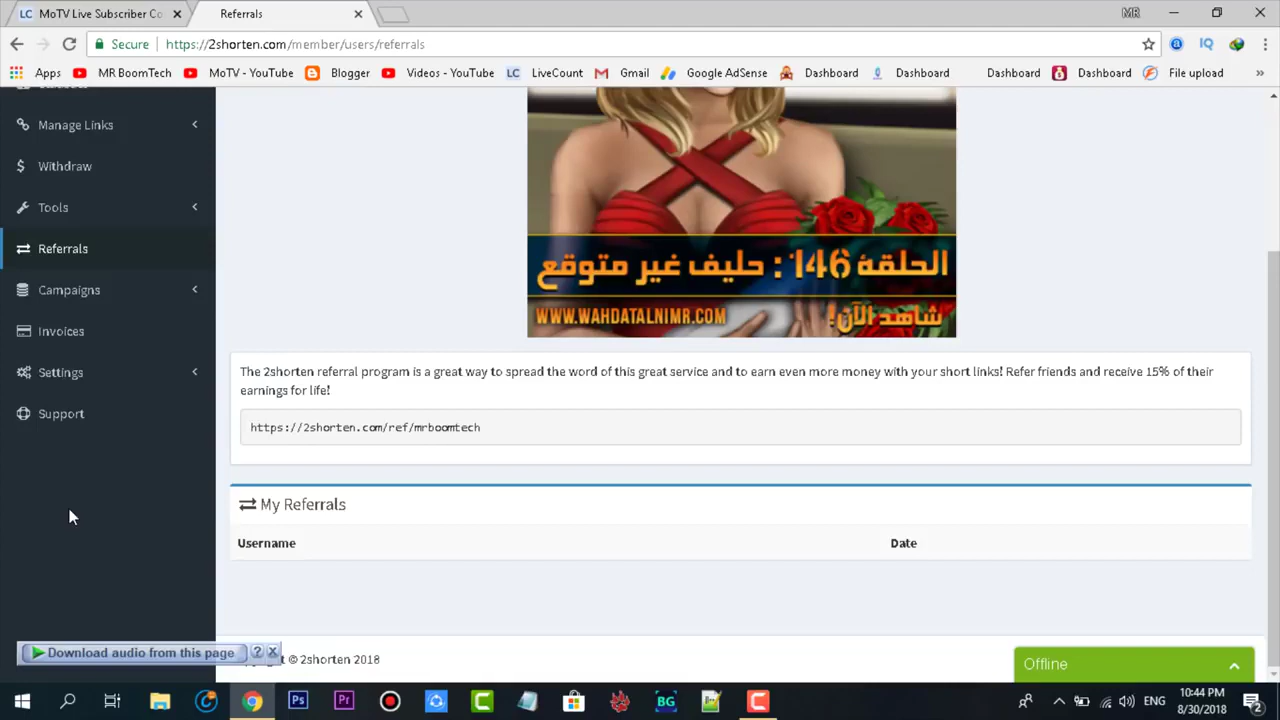 MoTV Live Subscriber Co
Referrals
MR
Secure
https://2shorten.com/member/users/referrals
Apps
MR BoomTech
MoTV - YouTube
Blogger
Videos - YouTube
LC LiveCount
Gmail
Google AdSense
Dashboard
Dashboard
Dashboard
Dashboard
File upload
»
Manage Links
Withdraw
Tools
Referrals
Campaigns
Invoices
Settings
Support
الحلقة 146 : حليف غير متوقع
WWW.WAHDATALNIMR.COM
شاهد الآن!
The 2shorten referral program is a great way to spread the word of this great service and to earn even more money with your short links! Refer friends and receive 15% of their
earnings for life!
https://2shorten.com/ref/mrboomtech
My Referrals
Username Date
Download audio from this page
?
© 2shorten 2018
Offline
ENG
10:44 PM
8/30/2018
2